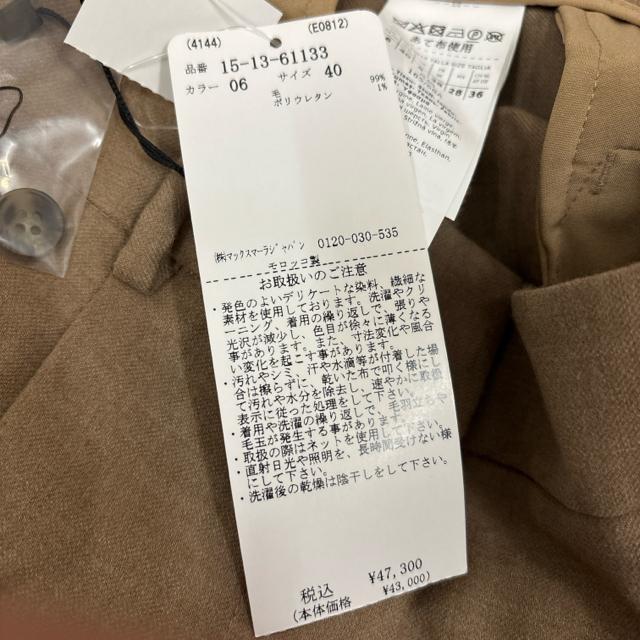 (4144)
(E0812)
品番 15-13-61133
カラー 06 サイズ 40
毛 99%
ポリウレタン 1%
㈱マックスマーラジャパン 0120-030-535
モロッコ製
お取扱いのご注意
・発色のよいデリケートな染料、繊細な
素材を使用しております。洗濯やクリ
ーニング、着用の繰り返しで、張りや
光沢が減少し、色目が徐々に薄くなる
事があります。また、寸法変化や風合
い変化を起こす事があります。
・汚れやシミ、汗や水滴等が付着した場
合は擦らずに、乾いた布で叩く様にし
て汚れや水分を除去し、速やかに取扱
表示に従った処理をして下さい。
・着用や洗濯の繰り返しで、毛羽立ちや
毛玉が発生する事があります。
・取扱の際はネットを使用して下さい。
・直射日光や照明を、長時間受けない様
にして下さい。
・洗濯後の乾燥は陰干しをして下さい。
税込 ¥47,300
(本体価格 ¥43,000)
あて布使用
28 36